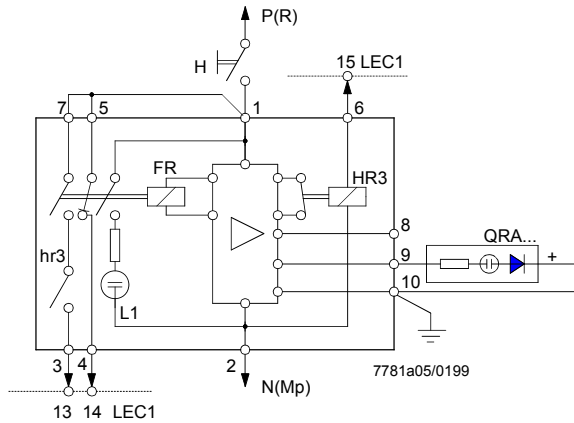 P(R)
H
15 LEC1
7 5 1 6
FR
HR3
8
hr3
9
QRA...
+
10
L1
3 4 2
7781a05/0199
N(Mp)
13 14 LEC1